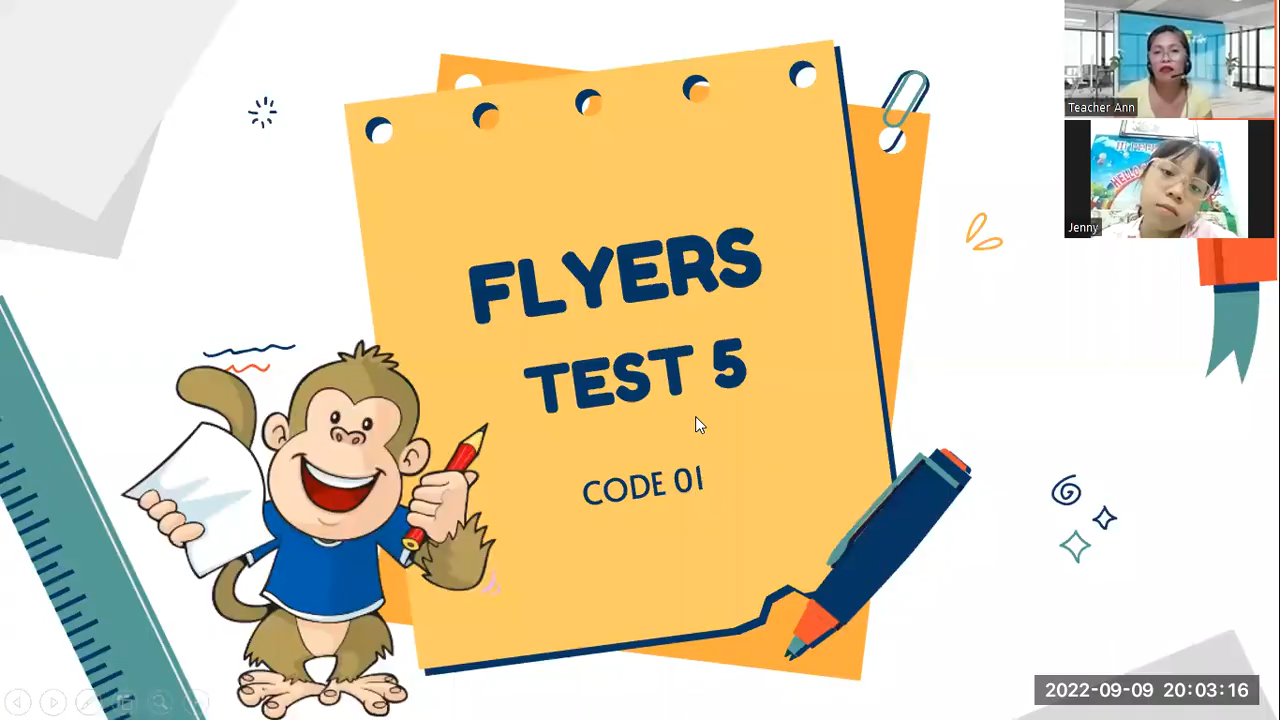 FLYERS
TEST 5
CODE 01
Teacher Ann
Jenny
2022-09-09 20:03:16